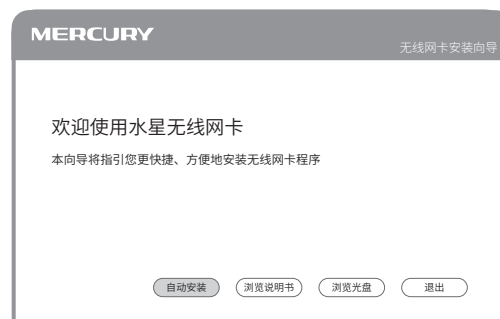 MERCURY
无线网卡安装向导
欢迎使用水星无线网卡
本向导将指引您更快捷、方便地安装无线网卡程序
自动安装 浏览说明书 浏览光盘 退出